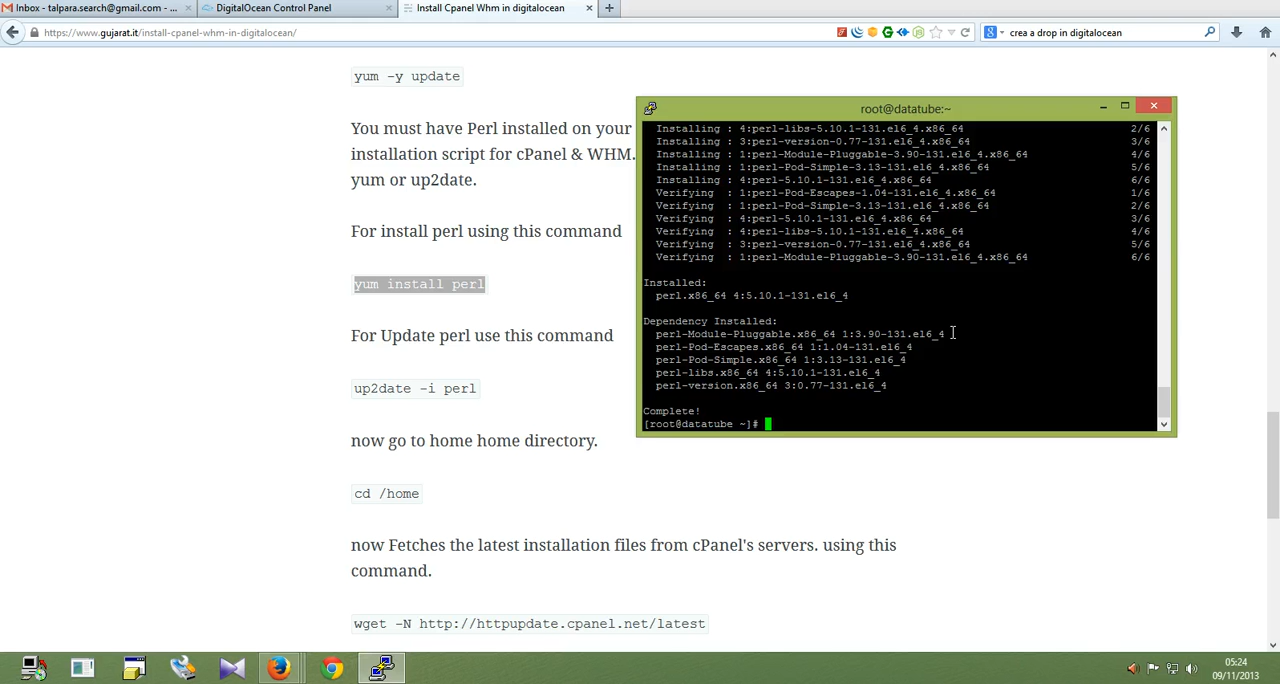 Inbox - talpara.search@gmail.com - ...
DigitalOcean Control Panel
Install Cpanel Whm in digitalocean
https://www.gujarat.it/install-cpanel-whm-in-digitalocean/
crea a drop in digitalocean
yum -y update
You must have Perl installed on your
installation script for cPanel & WHM.
yum or up2date.
For install perl using this command
yum install perl
For Update perl use this command
up2date -i perl
now go to home home directory.
cd /home
now Fetches the latest installation files from cPanel's servers. using this
command.
wget -N http://httpupdate.cpanel.net/latest
root@datatube:~
Installing : 4:perl-libs-5.10.1-131.el6_4.x86_64 2/6
Installing : 3:perl-version-0.77-131.el6_4.x86_64 3/6
Installing : 1:perl-Module-Pluggable-3.90-131.el6_4.x86_64 4/6
Installing : 1:perl-Pod-Simple-3.13-131.el6_4.x86_64 5/6
Installing : 4:perl-5.10.1-131.el6_4.x86_64 6/6
Verifying : 1:perl-Pod-Escapes-1.04-131.el6_4.x86_64 1/6
Verifying : 1:perl-Pod-Simple-3.13-131.el6_4.x86_64 2/6
Verifying : 4:perl-5.10.1-131.el6_4.x86_64 3/6
Verifying : 4:perl-libs-5.10.1-131.el6_4.x86_64 4/6
Verifying : 3:perl-version-0.77-131.el6_4.x86_64 5/6
Verifying : 1:perl-Module-Pluggable-3.90-131.el6_4.x86_64 6/6
Installed:
perl.x86_64 4:5.10.1-131.el6_4
Dependency Installed:
perl-Module-Pluggable.x86_64 1:3.90-131.el6_4
perl-Pod-Escapes.x86_64 1:1.04-131.el6_4
perl-Pod-Simple.x86_64 1:3.13-131.el6_4
perl-libs.x86_64 4:5.10.1-131.el6_4
perl-version.x86_64 3:0.77-131.el6_4
Complete!
[root@datatube ~]#
05:24
09/11/2013